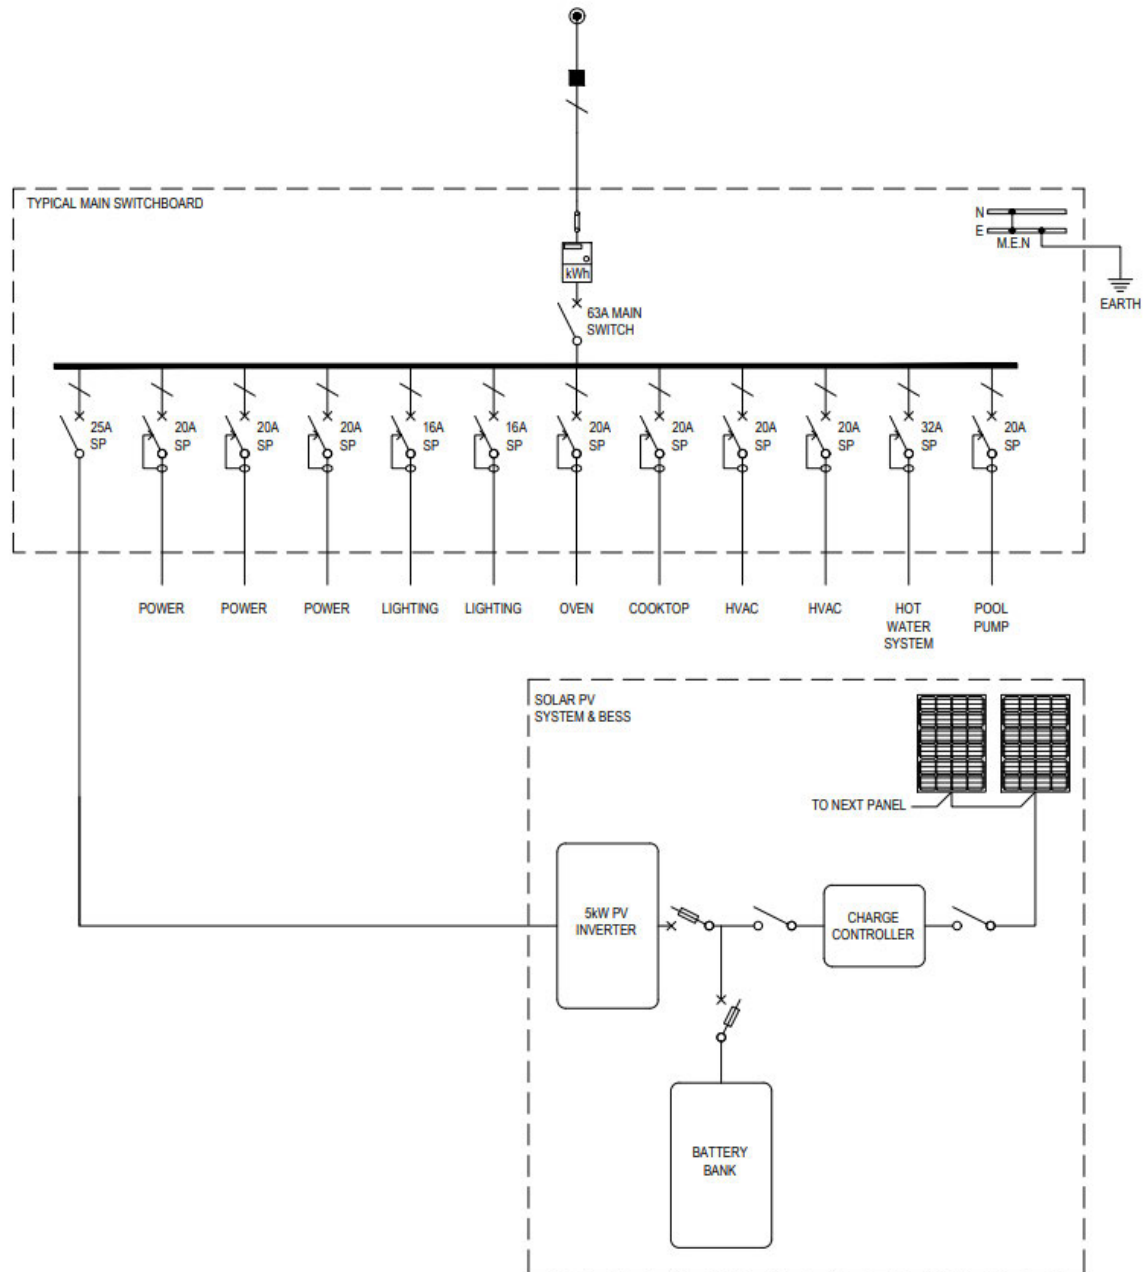 TYPICAL MAIN SWITCHBOARD
N
E
M.E.N
EARTH
kWh
63A MAIN
SWITCH
25A
SP
20A
SP
20A
SP
20A
SP
16A
SP
16A
SP
20A
SP
20A
SP
20A
SP
20A
SP
32A
SP
20A
SP
POWER
POWER
POWER
LIGHTING
LIGHTING
OVEN
COOKTOP
HVAC
HVAC
HOT
WATER
SYSTEM
POOL
PUMP
SOLAR PV
SYSTEM & BESS
TO NEXT PANEL
5kW PV
INVERTER
CHARGE
CONTROLLER
BATTERY
BANK